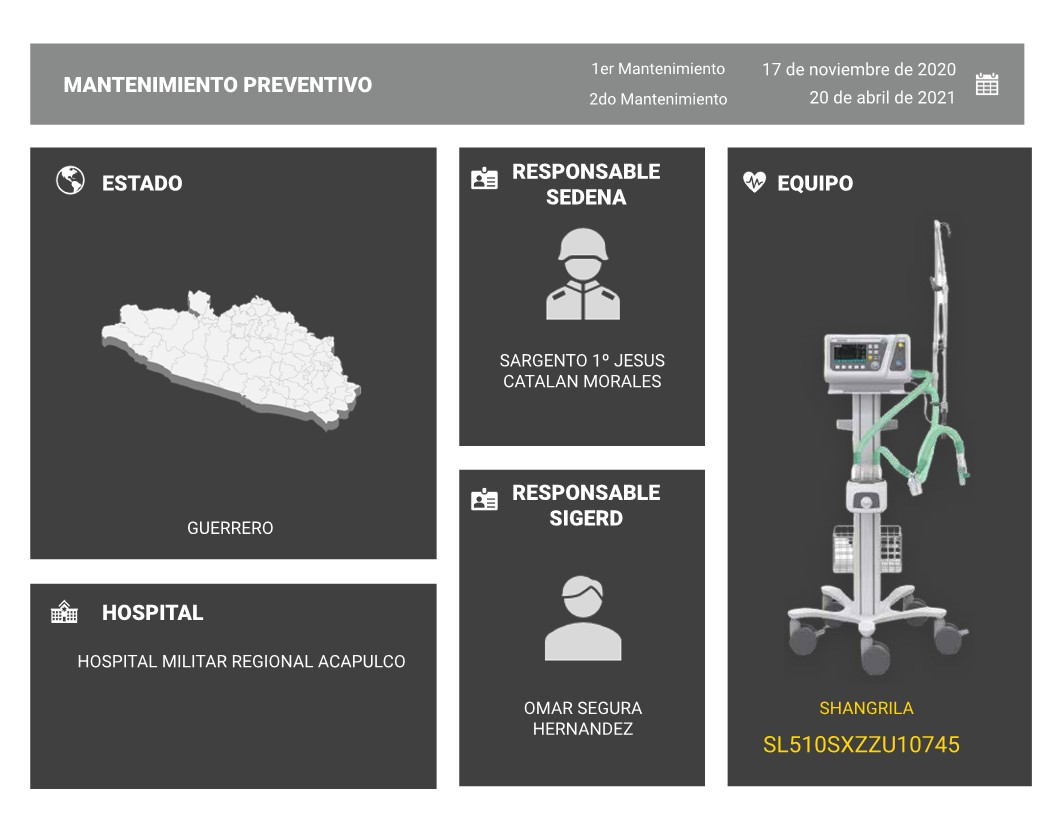 MANTENIMIENTO PREVENTIVO
1er Mantenimiento
17 de noviembre de 2020
2do Mantenimiento
20 de abril de 2021
ESTADO
GUERRERO
HOSPITAL
HOSPITAL MILITAR REGIONAL ACAPULCO
RESPONSABLE
SEDENA
SARGENTO 1º JESUS
CATALAN MORALES
RESPONSABLE
SIGERD
OMAR SEGURA
HERNANDEZ
EQUIPO
SHANGRILA
SL510SXZZU10745